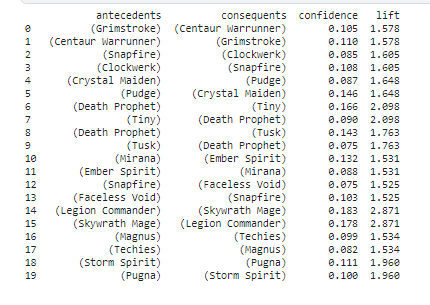 antecedents consequents confidence lift
0 (Grimstroke) (Centaur Warrunner) 0.105 1.578
1 (Centaur Warrunner) (Grimstroke) 0.110 1.578
2 (Snapfire) (Clockwerk) 0.085 1.605
3 (Clockwerk) (Snapfire) 0.108 1.605
4 (Crystal Maiden) (Pudge) 0.087 1.648
5 (Pudge) (Crystal Maiden) 0.146 1.648
6 (Death Prophet) (Tiny) 0.166 2.098
7 (Tiny) (Death Prophet) 0.090 2.098
8 (Death Prophet) (Tusk) 0.143 1.763
9 (Tusk) (Death Prophet) 0.075 1.763
10 (Mirana) (Ember Spirit) 0.132 1.531
11 (Ember Spirit) (Mirana) 0.088 1.531
12 (Snapfire) (Faceless Void) 0.075 1.525
13 (Faceless Void) (Snapfire) 0.103 1.525
14 (Legion Commander) (Skywrath Mage) 0.183 2.871
15 (Skywrath Mage) (Legion Commander) 0.178 2.871
16 (Magnus) (Techies) 0.099 1.534
17 (Techies) (Magnus) 0.082 1.534
18 (Storm Spirit) (Pugna) 0.111 1.960
19 (Pugna) (Storm Spirit) 0.100 1.960